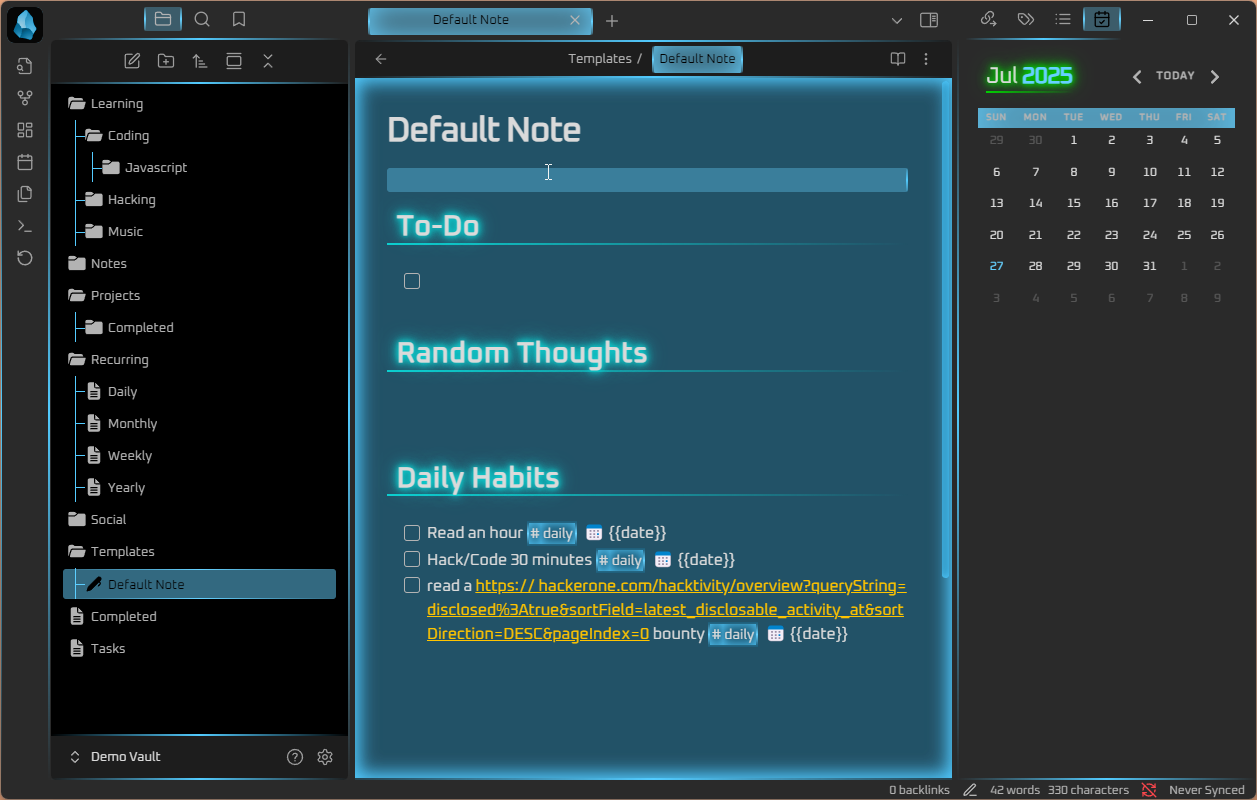 Default Note
Templates /
Default Note
Learning
Coding
Javascript
Hacking
Music
Notes
Projects
Completed
Recurring
Daily
Monthly
Weekly
Yearly
Social
Templates
Default Note
Completed
Tasks
Demo Vault
Default Note
To-Do
Random Thoughts
Daily Habits
Read an hour # daily {{date}}
Hack/Code 30 minutes # daily {{date}}
read a https:// hackerone.com/hacktivity/overview?queryString=
disclosed%3Atrue&sortField=latest_disclosable_activity_at&sort
Direction=DESC&pageIndex=0 bounty # daily {{date}}
Jul 2025
TODAY
SUN MON TUE WED THU FRI SAT
29 30 1 2 3 4 5
6 7 8 9 10 11 12
13 14 15 16 17 18 19
20 21 22 23 24 25 26
27 28 29 30 31 1 2
3 4 5 6 7 8 9
0 backlinks 42 words 330 characters Never Synced